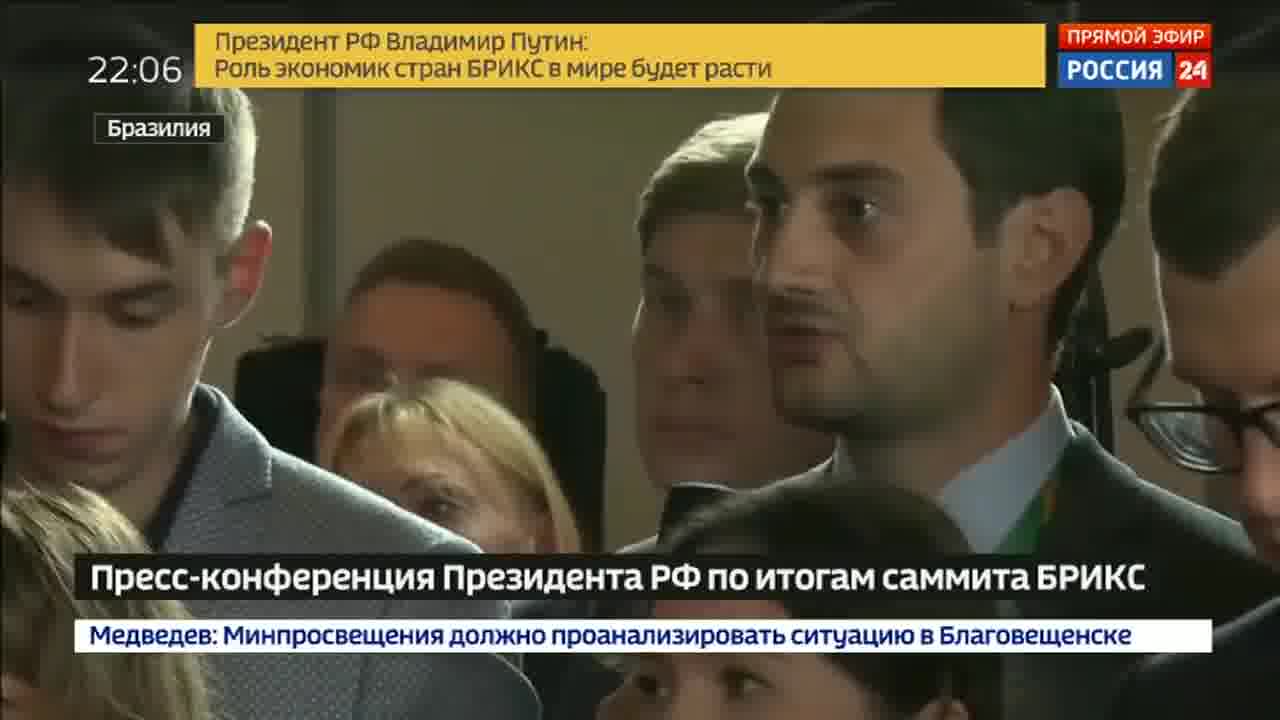 22:06
Президент РФ Владимир Путин:
Роль экономик стран БРИКС в мире будет расти
ПРЯМОЙ ЭФИР
РОССИЯ 24
Бразилия
Пресс-конференция Президента РФ по итогам саммита БРИКС
Медведев: Минпросвещения должно проанализировать ситуацию в Благовещенске